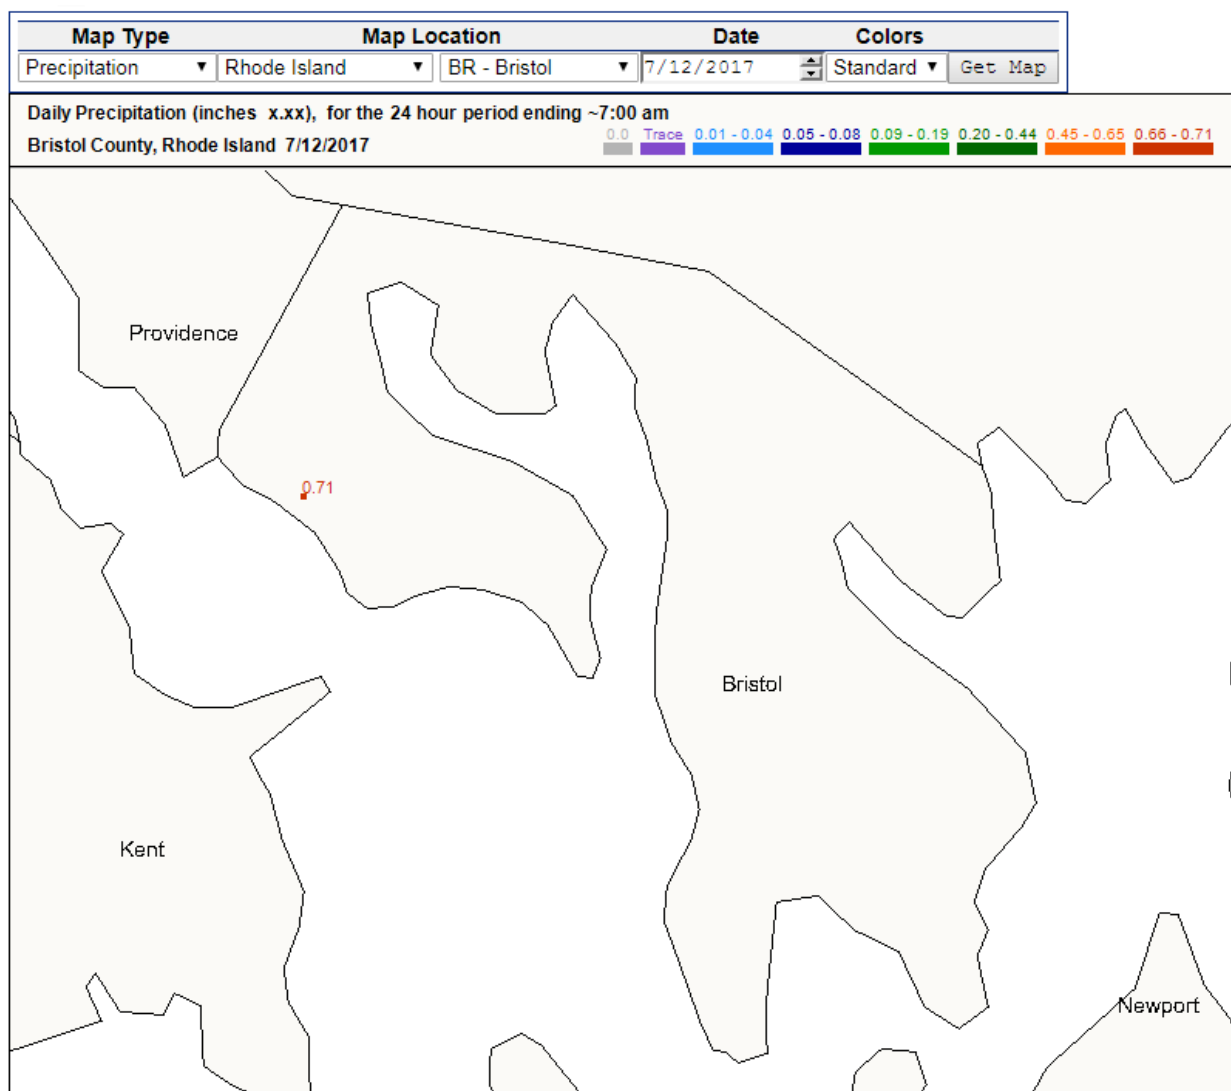 Map Type Map Location Date Colors
Precipitation Rhode Island BR - Bristol 7/12/2017 Standard Get Map
Daily Precipitation (inches x.xx), for the 24 hour period ending ~7:00 am
Bristol County, Rhode Island 7/12/2017
0.0 Trace 0.01 - 0.04 0.05 - 0.08 0.09 - 0.19 0.20 - 0.44 0.45 - 0.65 0.66 - 0.71
Providence
0.71
Bristol
Kent
Newport